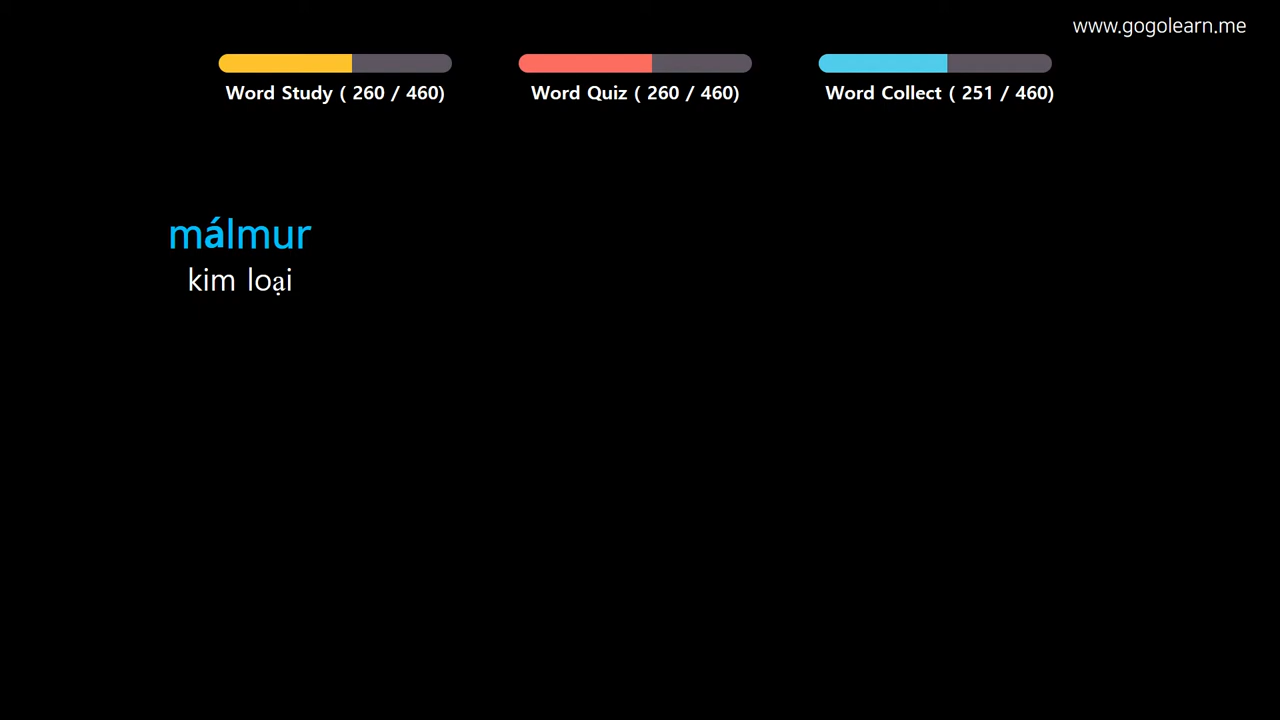 www.gogolearn.me
Word Study ( 260 / 460)
Word Quiz ( 260 / 460)
Word Collect ( 251 / 460)
málmur
kim loại